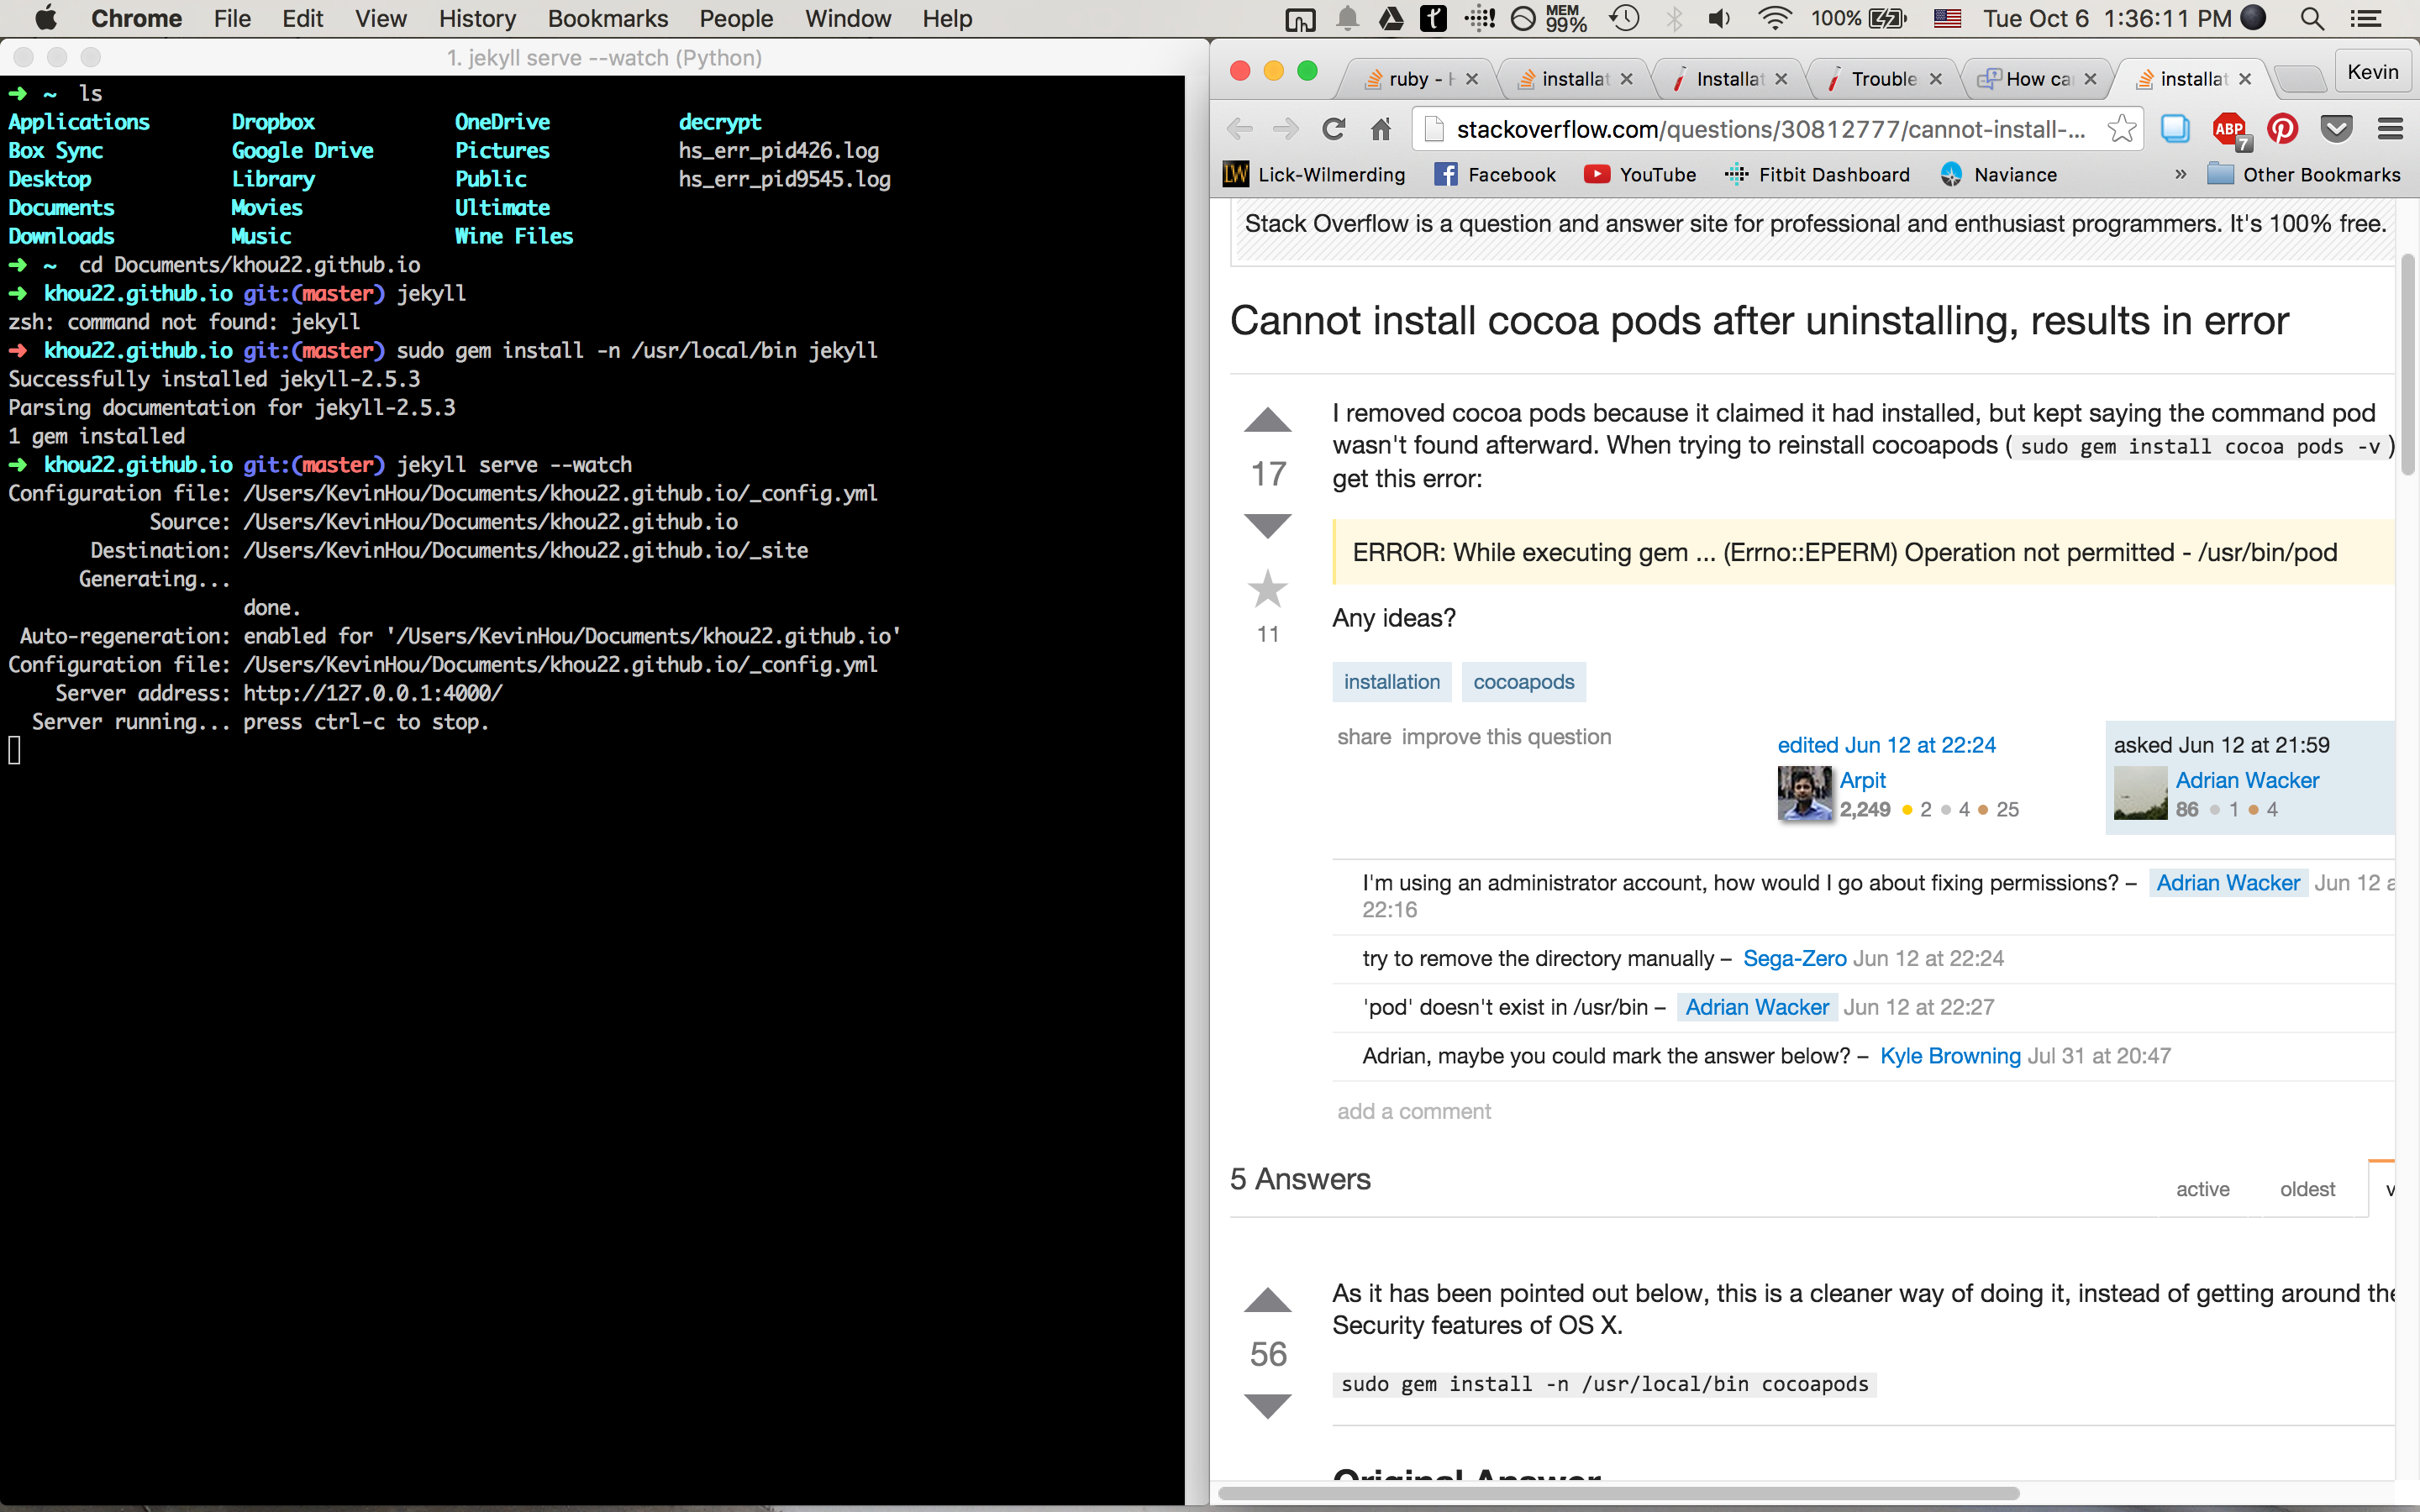 Chrome File Edit View History Bookmarks People Window Help MEM 99% 100% Tue Oct 6 1:36:11 PM
1. jekyll serve --watch (Python)
➜ ~ ls
Applications Dropbox OneDrive decrypt
Box Sync Google Drive Pictures hs_err_pid426.log
Desktop Library Public hs_err_pid9545.log
Documents Movies Ultimate
Downloads Music Wine Files
➜ ~ cd Documents/khou22.github.io
➜ khou22.github.io git:(master) jekyll
zsh: command not found: jekyll
➜ khou22.github.io git:(master) sudo gem install -n /usr/local/bin jekyll
Successfully installed jekyll-2.5.3
Parsing documentation for jekyll-2.5.3
1 gem installed
➜ khou22.github.io git:(master) jekyll serve --watch
Configuration file: /Users/KevinHou/Documents/khou22.github.io/_config.yml
Source: /Users/KevinHou/Documents/khou22.github.io
Destination: /Users/KevinHou/Documents/khou22.github.io/_site
Generating...
done.
Auto-regeneration: enabled for '/Users/KevinHou/Documents/khou22.github.io'
Configuration file: /Users/KevinHou/Documents/khou22.github.io/_config.yml
Server address: http://127.0.0.1:4000/
Server running... press ctrl-c to stop.
ruby - installat Installat Trouble How car installat Kevin
stackoverflow.com/questions/30812777/cannot-install-... ABP 7
LW Lick-Wilmerding Facebook YouTube Fitbit Dashboard Naviance » Other Bookmarks
Stack Overflow is a question and answer site for professional and enthusiast programmers. It's 100% free.
Cannot install cocoa pods after uninstalling, results in error
17
11
I removed cocoa pods because it claimed it had installed, but kept saying the command pod
wasn't found afterward. When trying to reinstall cocoapods ( sudo gem install cocoa pods -v )
get this error:
ERROR: While executing gem ... (Errno::EPERM) Operation not permitted - /usr/bin/pod
Any ideas?
installation cocoapods
share improve this question
edited Jun 12 at 22:24
Arpit
2,249 ● 2 ● 4 ● 25
asked Jun 12 at 21:59
Adrian Wacker
86 ● 1 ● 4
I'm using an administrator account, how would I go about fixing permissions? – Adrian Wacker Jun 12
22:16
try to remove the directory manually – Sega-Zero Jun 12 at 22:24
'pod' doesn't exist in /usr/bin – Adrian Wacker Jun 12 at 22:27
Adrian, maybe you could mark the answer below? – Kyle Browning Jul 31 at 20:47
add a comment
5 Answers
active oldest
56
As it has been pointed out below, this is a cleaner way of doing it, instead of getting around the
Security features of OS X.
sudo gem install -n /usr/local/bin cocoapods
Original Answer